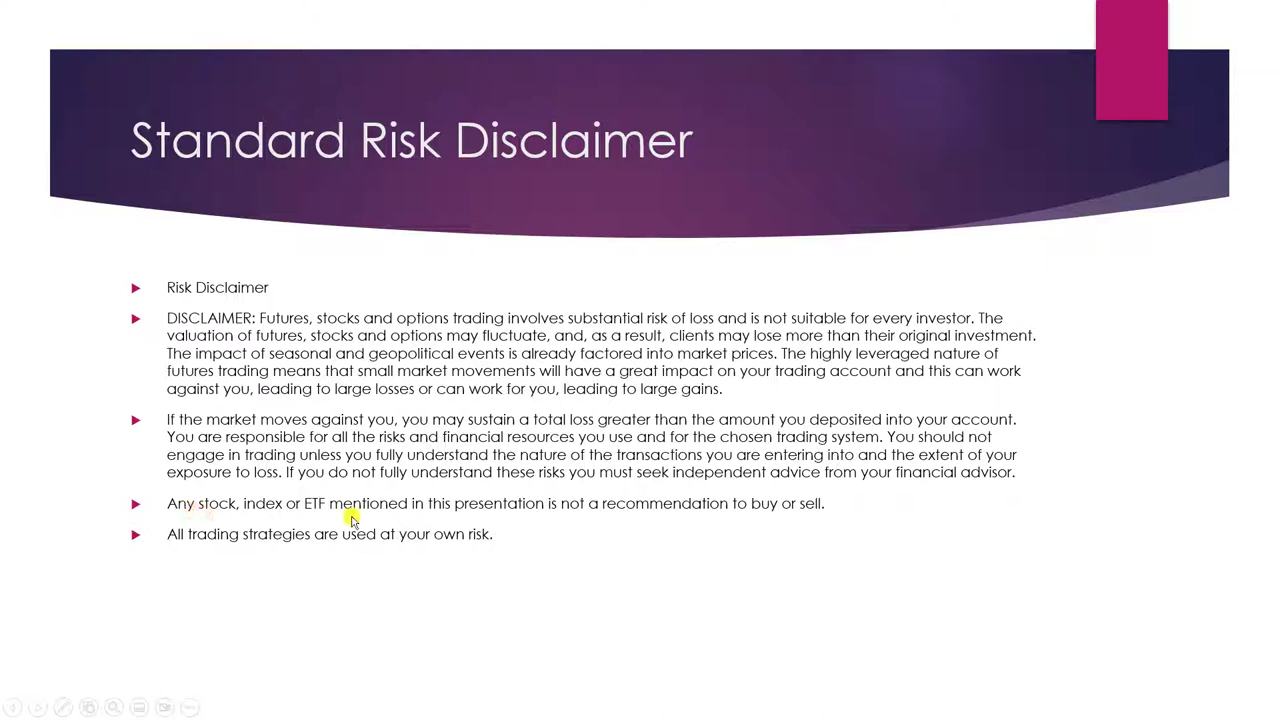 Standard Risk Disclaimer
Risk Disclaimer
DISCLAIMER: Futures, stocks and options trading involves substantial risk of loss and is not suitable for every investor. The
valuation of futures, stocks and options may fluctuate, and, as a result, clients may lose more than their original investment.
The impact of seasonal and geopolitical events is already factored into market prices. The highly leveraged nature of
futures trading means that small market movements will have a great impact on your trading account and this can work
against you, leading to large losses or can work for you, leading to large gains.
If the market moves against you, you may sustain a total loss greater than the amount you deposited into your account.
You are responsible for all the risks and financial resources you use and for the chosen trading system. You should not
engage in trading unless you fully understand the nature of the transactions you are entering into and the extent of your
exposure to loss. If you do not fully understand these risks you must seek independent advice from your financial advisor.
Any stock, index or ETF mentioned in this presentation is not a recommendation to buy or sell.
All trading strategies are used at your own risk.